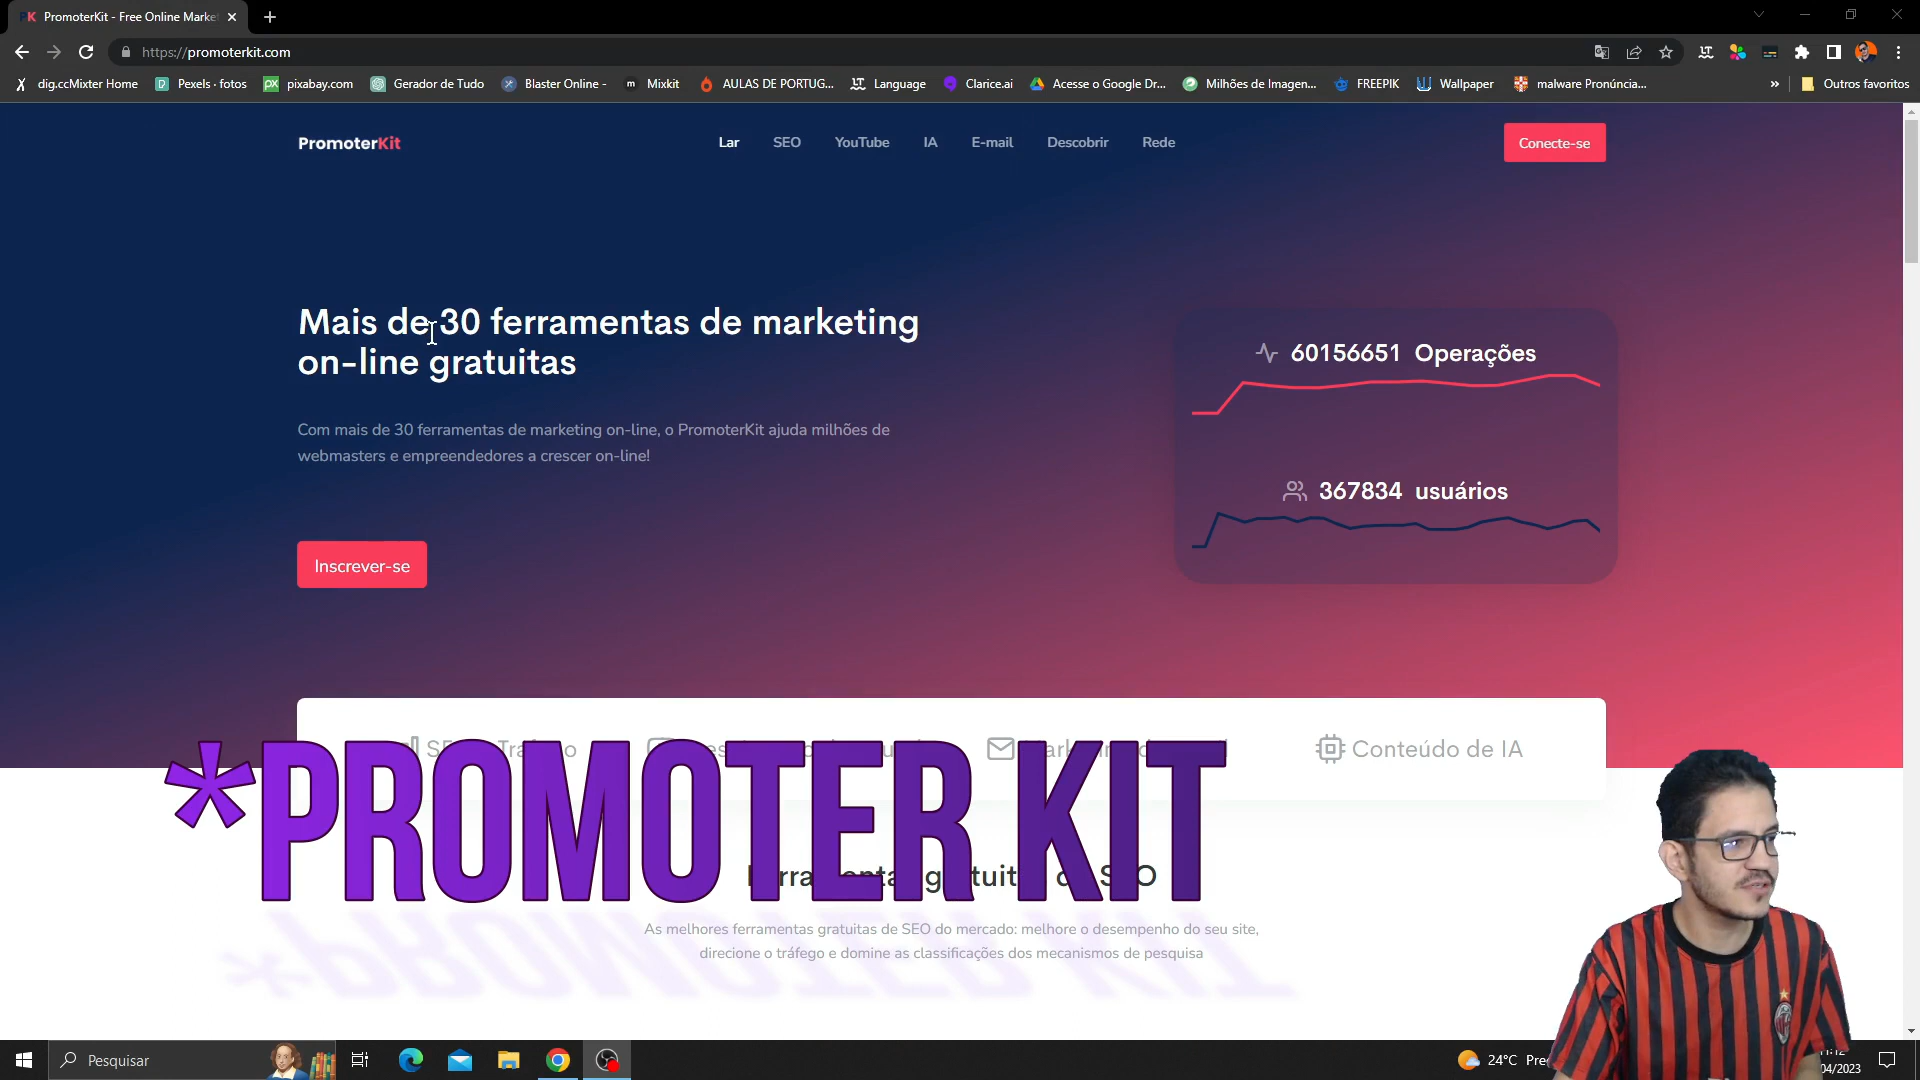 PK PromoterKit - Free Online Marke
https://promoterkit.com
dig.ccMixter Home
Pexels · fotos
px pixabay.com
Gerador de Tudo
Blaster Online -
m Mixkit
AULAS DE PORTUG...
LT Language
Clarice.ai
Acesse o Google Dr...
Milhões de Imagen...
FREEPIK
Wallpaper
malware Pronúncia...
»
Outros favoritos
PromoterKit
Lar
SEO
YouTube
IA
E-mail
Descobrir
Rede
Conecte-se
Mais de 30 ferramentas de marketing
on-line gratuitas
60156651 Operações
Com mais de 30 ferramentas de marketing on-line, o PromoterKit ajuda milhões de
webmasters e empreendedores a crescer on-line!
367834 usuários
Inscrever-se
Conteúdo de IA
*PROMOTER KIT
As melhores ferramentas gratuitas de SEO do mercado: melhore o desempenho do seu site,
direcione o tráfego e domine as classificações dos mecanismos de pesquisa
Pesquisar
24°C
04/2023